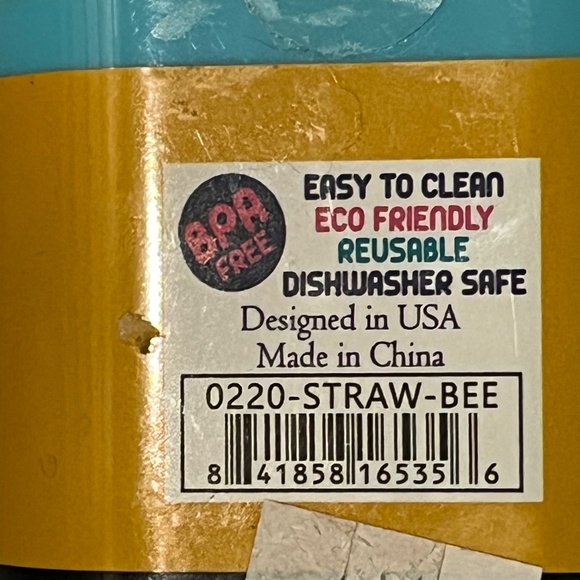 BPA
FREE
EASY TO CLEAN
ECO FRIENDLY
REUSABLE
DISHWASHER SAFE
Designed in USA
Made in China
0220-STRAW-BEE
8 41858 16535 6